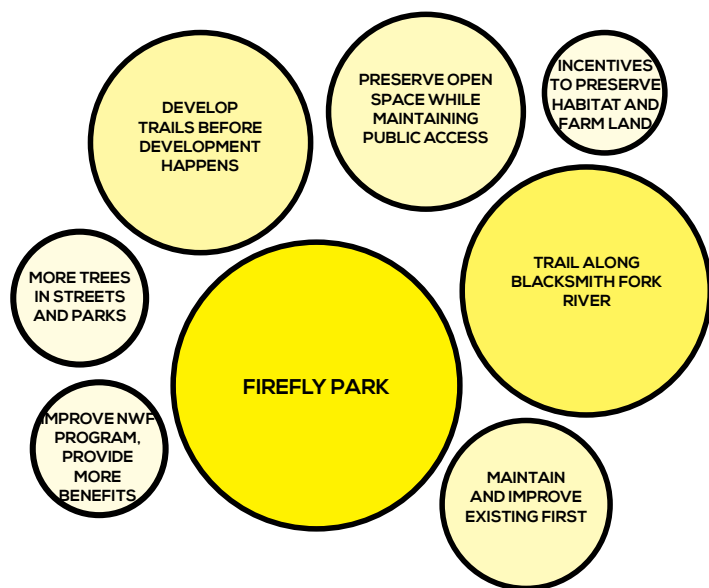 DEVELOP
TRAILS BEFORE
DEVELOPMENT
HAPPENS
PRESERVE OPEN
SPACE WHILE
MAINTAINING
PUBLIC ACCESS
INCENTIVES
TO PRESERVE
HABITAT AND
FARM LAND
MORE TREES
IN STREETS
AND PARKS
TRAIL ALONG
BLACKSMITH FORK
RIVER
FIREFLY PARK
IMPROVE NWF
PROGRAM,
PROVIDE
MORE
BENEFITS
MAINTAIN
AND IMPROVE
EXISTING FIRST